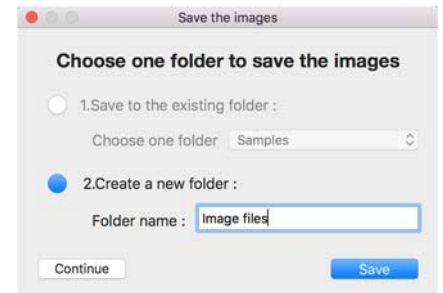 Save the images
Choose one folder to save the images
1.Save to the existing folder :
Choose one folder Samples
2.Create a new folder :
Folder name : Image files
Continue Save